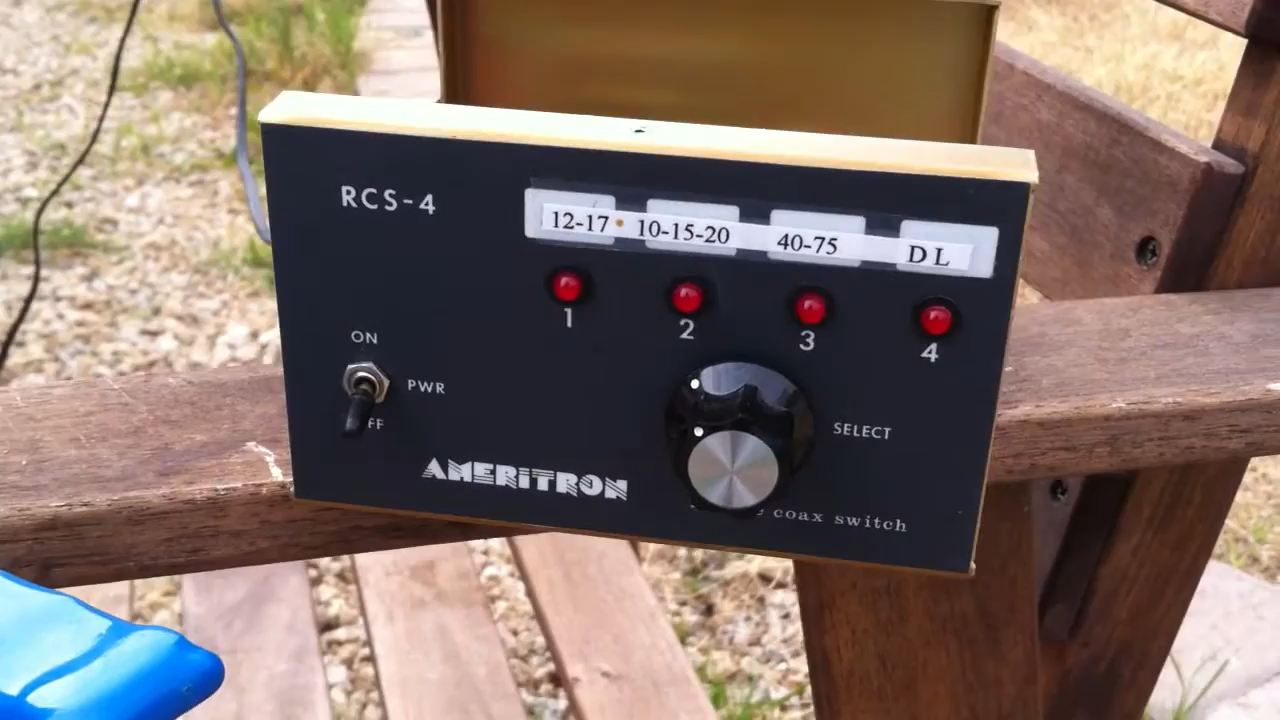 RCS-4
12-17 • 10-15-20 40-75 D L
1 2 3 4
ON
PWR
FF
SELECT
AMERITRON
coax switch